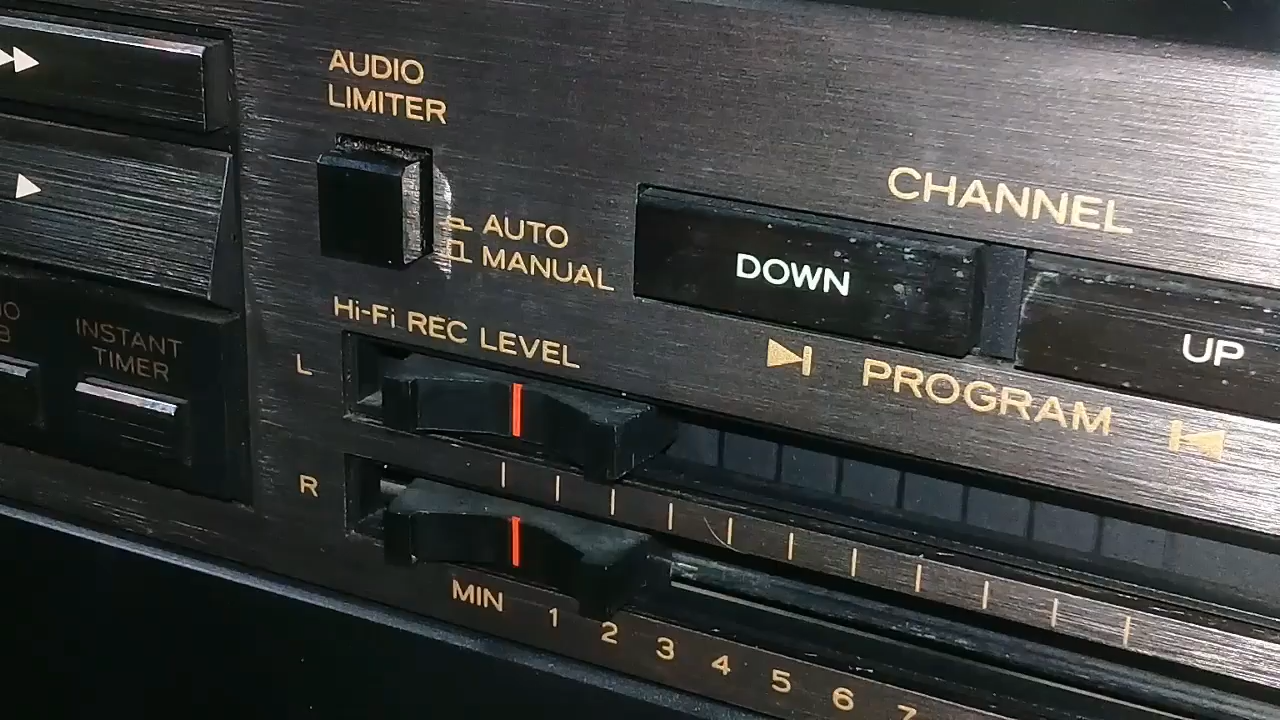 AUDIO
LIMITER
AUTO
MANUAL
CHANNEL
DOWN
UP
PROGRAM
INSTANT
TIMER
Hi-Fi REC LEVEL
L
R
MIN 1 2 3 4 5 6 7